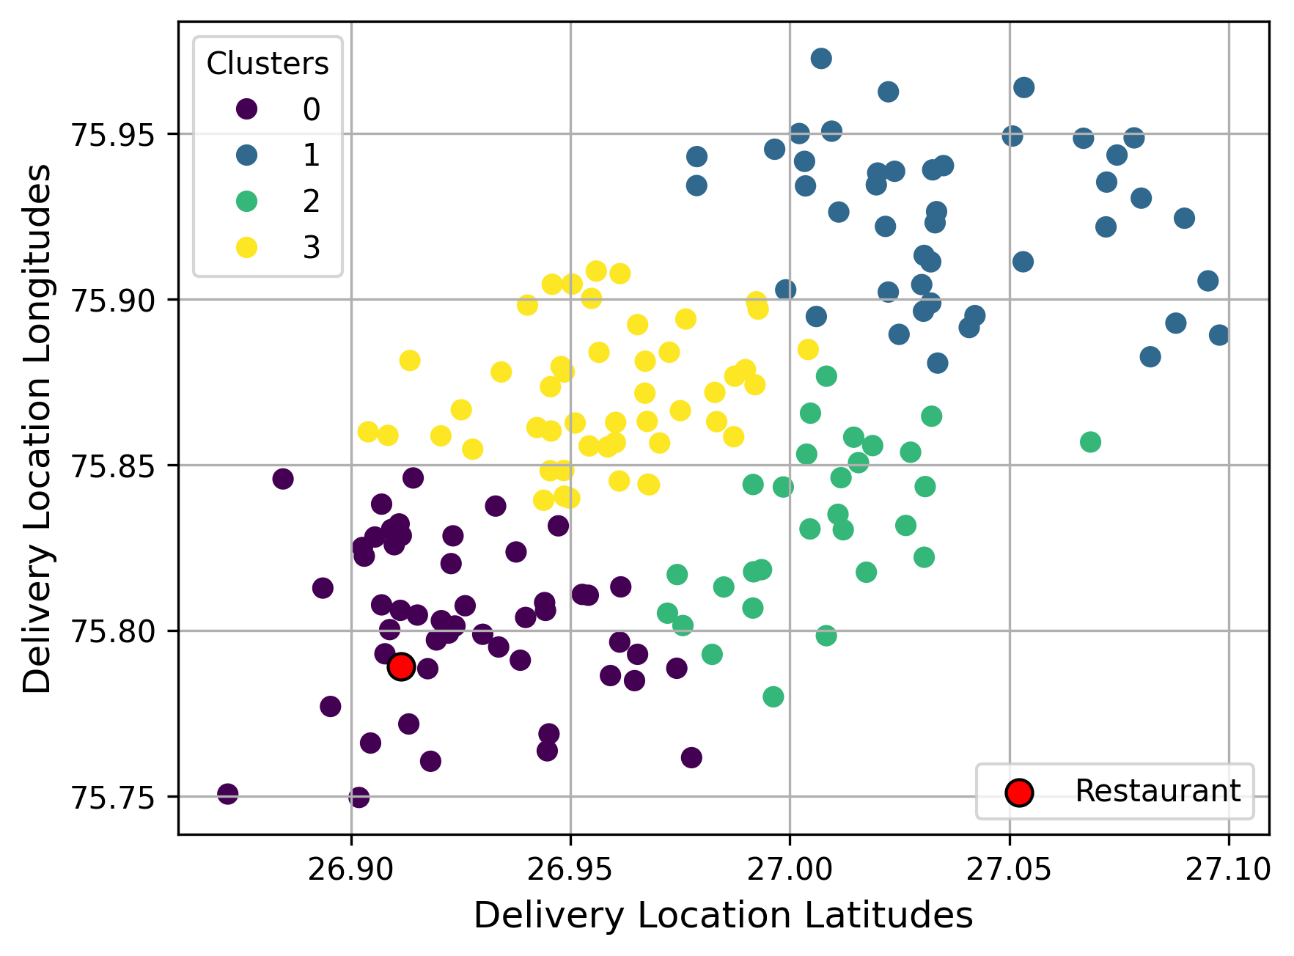 Clusters
0
1
2
3
75.95
75.90
75.85
75.80
75.75
Delivery Location Longitudes
Restaurant
26.90 26.95 27.00 27.05 27.10
Delivery Location Latitudes